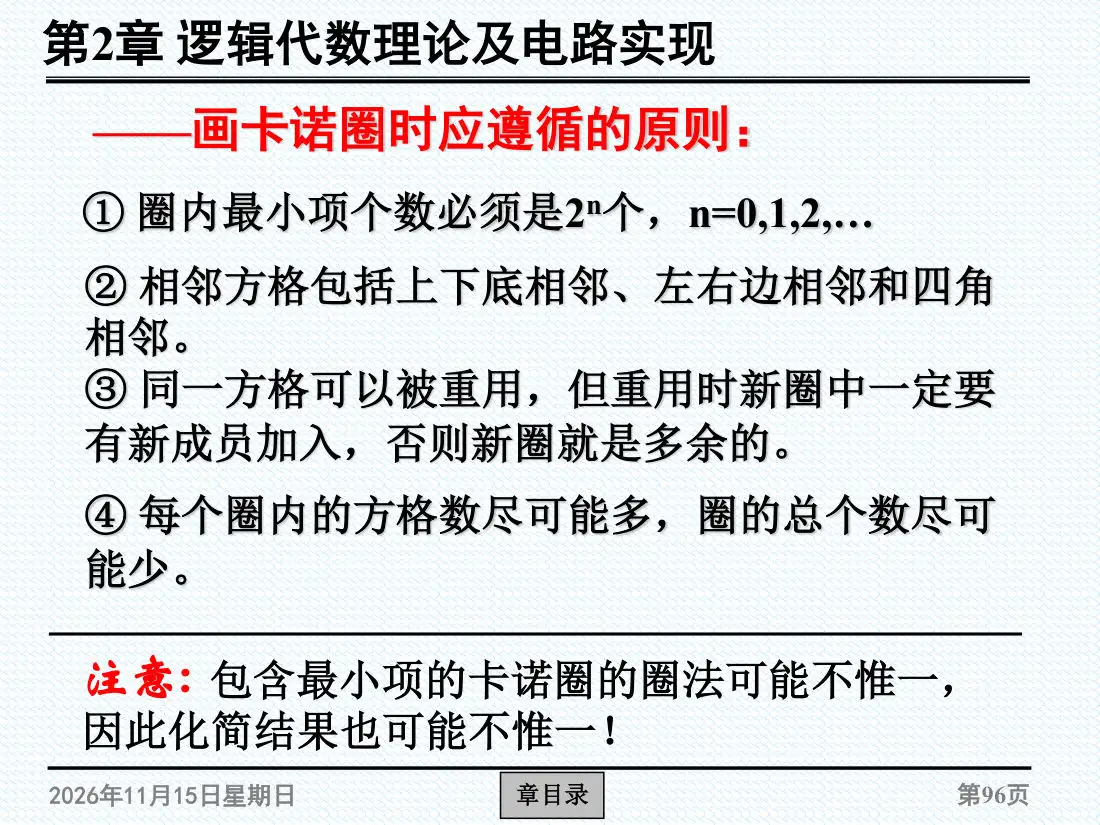 第2章 逻辑代数理论及电路实现
——画卡诺圈时应遵循的原则：
① 圈内最小项个数必须是2ⁿ个，n=0,1,2,…
② 相邻方格包括上下底相邻、左右边相邻和四角
相邻。
③ 同一方格可以被重用，但重用时新圈中一定要
有新成员加入，否则新圈就是多余的。
④ 每个圈内的方格数尽可能多，圈的总个数尽可
能少。
注意：包含最小项的卡诺圈的圈法可能不惟一，
因此化简结果也可能不惟一！
2026年11月15日星期日
章目录
第96页